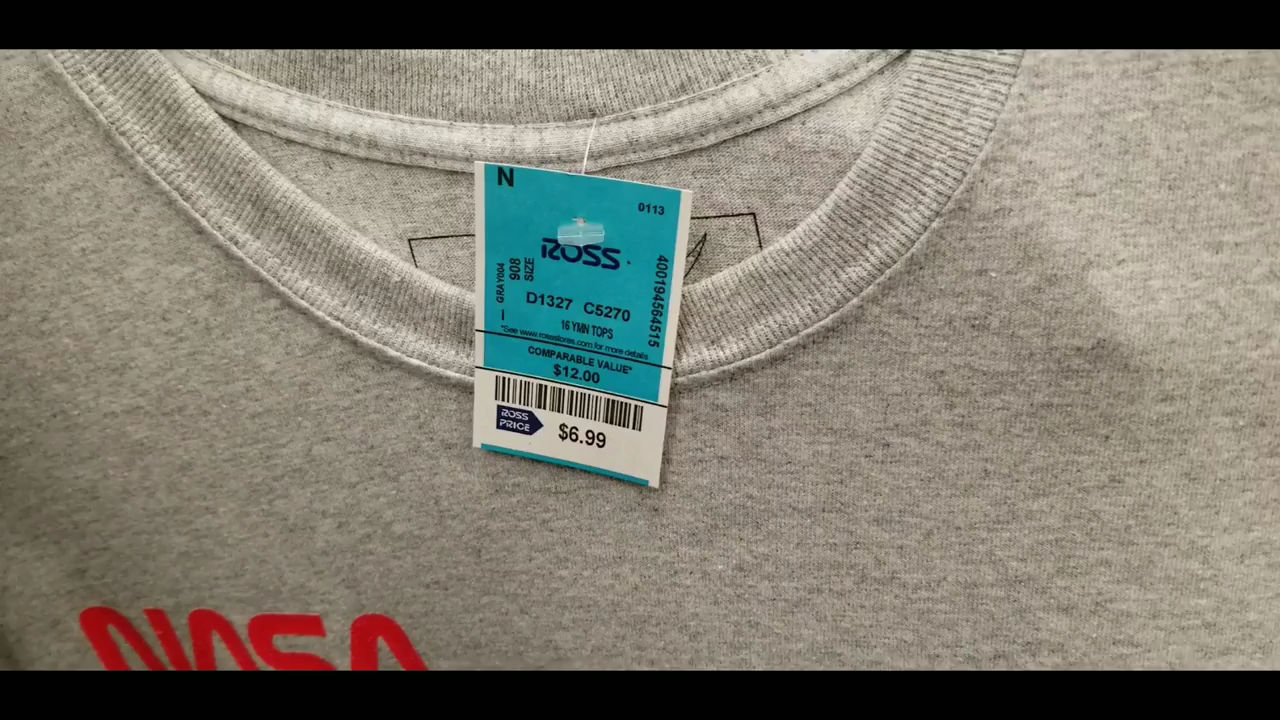 N
0113
ROSS
GRAY004
908
SIZE
400194564515
D1327 C5270
16 YMN TOPS
*See www.rossstores.com for more details
COMPARABLE VALUE*
$12.00
ROSS
PRICE
$6.99
NASA